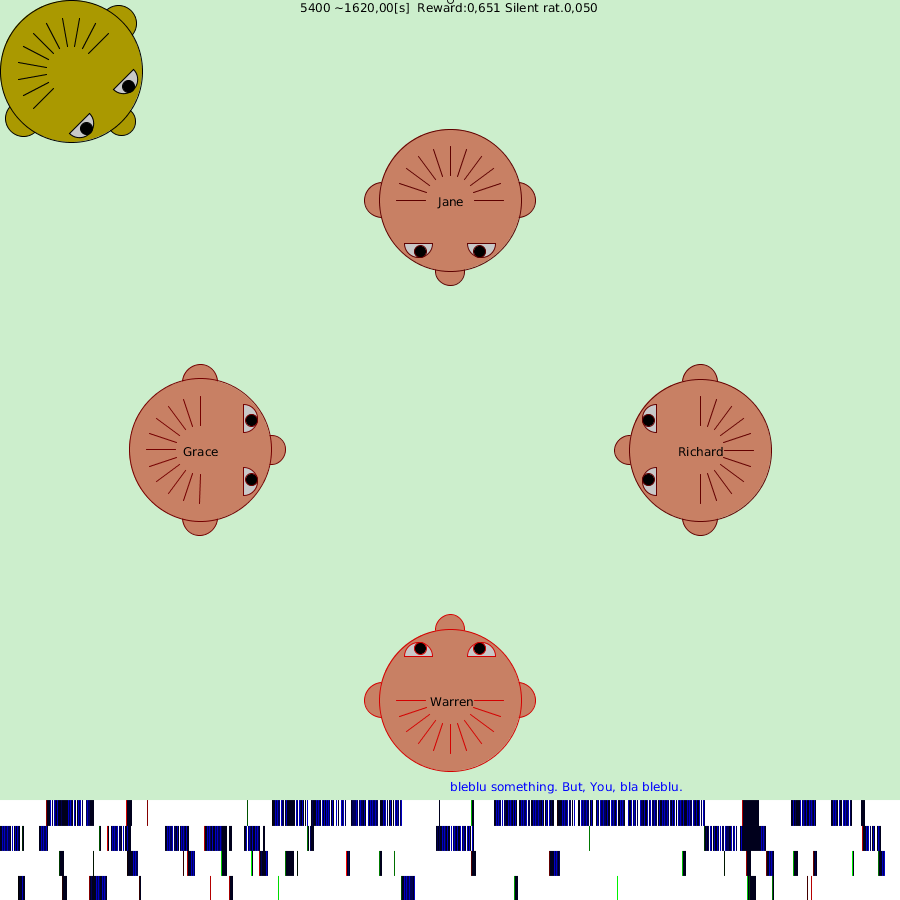 5400 ~1620,00[s]  Reward:0,651 Silent rat.0,050
Jane
Grace
Richard
Warren
bleblu something. But, You, bla bleblu.